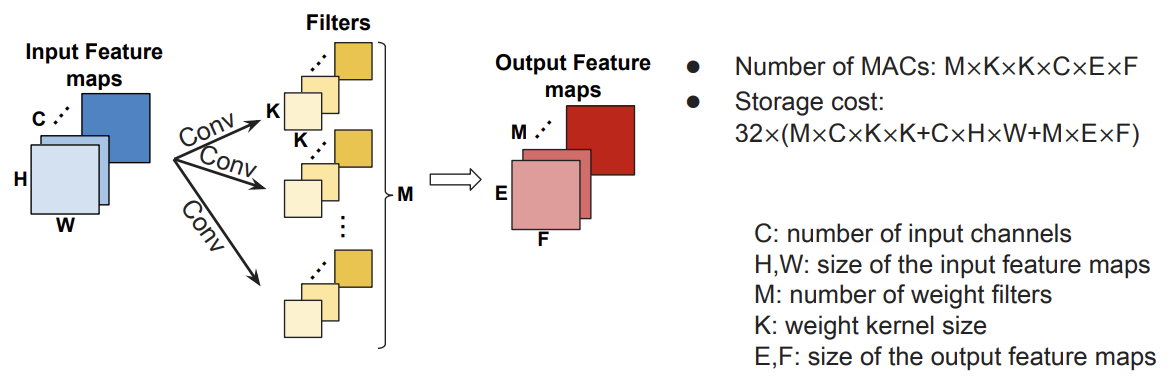 Filters
Input Feature
maps
C
H
W
Conv
Conv
Conv
K
K
M
Output Feature
maps
M
E
F
● Number of MACs: M×K×K×C×E×F
● Storage cost:
32×(M×C×K×K+C×H×W+M×E×F)
C: number of input channels
H,W: size of the input feature maps
M: number of weight filters
K: weight kernel size
E,F: size of the output feature maps